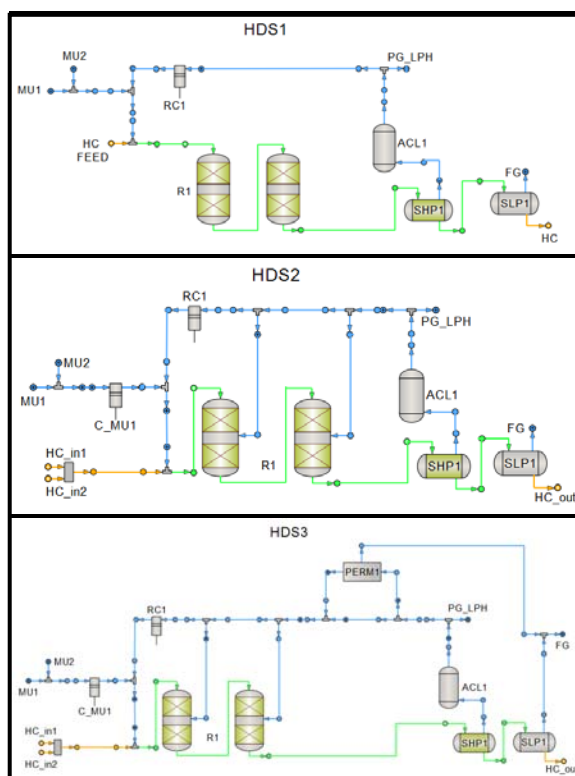 HDS1
MU2
PG_LPH
MU1
RC1
HC
FEED
ACL1
R1
FG
SHP1
SLP1
HC
HDS2
RC1
PG_LPH
MU2
MU1
C_MU1
ACL1
HC_in1
HC_in2
R1
FG
SHP1
SLP1
HC_out
HDS3
PERM1
RC1
PG_LPH
FG
MU2
MU1
C_MU1
ACL1
HC_in1
HC_in2
R1
SHP1
SLP1
HC_out